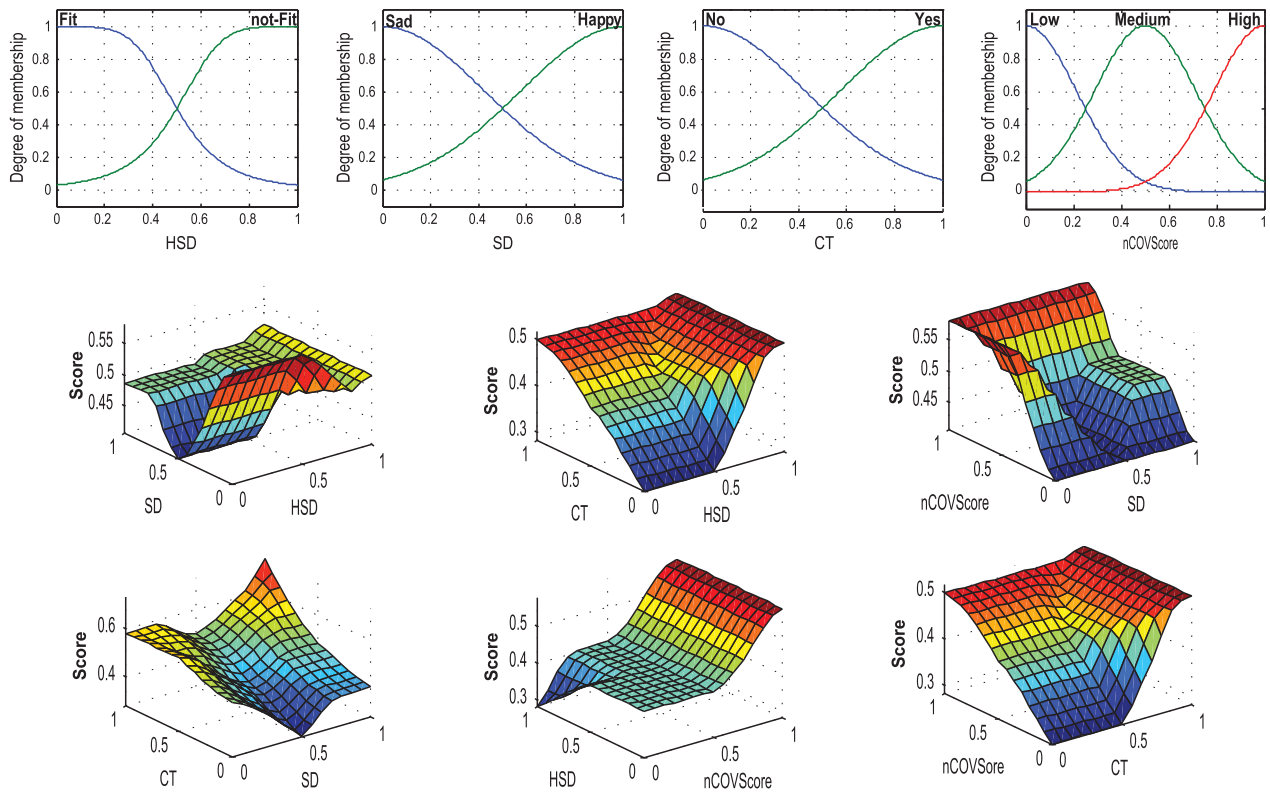 Fit not-Fit
Degree of membership
1
0.8
0.6
0.4
0.2
0
0 0.2 0.4 0.6 0.8 1
HSD
Sad Happy
Degree of membership
1
0.8
0.6
0.4
0.2
0
0 0.2 0.4 0.6 0.8 1
SD
No Yes
Degree of membership
1
0.8
0.6
0.4
0.2
0
0 0.2 0.4 0.6 0.8 1
CT
Low Medium High
Degree of membership
1
0.8
0.6
0.4
0.2
0
0 0.2 0.4 0.6 0.8 1
nCOVScore
Score
0.55
0.5
0.45
1
0.5
0
SD
0
0.5
1
HSD
Score
0.5
0.4
0.3
1
0.5
0
CT
0
0.5
1
HSD
Score
0.55
0.5
0.45
1
0.5
0
nCOVScore
0
0.5
1
SD
Score
0.6
0.4
1
0.5
0
CT
0
0.5
1
SD
Score
0.5
0.4
0.3
1
0.5
0
HSD
0
0.5
1
nCOVScore
Score
0.5
0.4
0.3
1
0.5
0
nCOVSore
0
0.5
1
CT